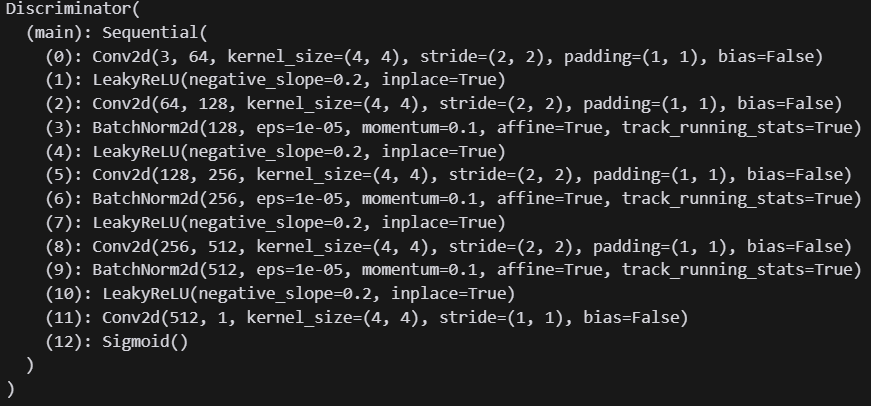 Discriminator(
  (main): Sequential(
    (0): Conv2d(3, 64, kernel_size=(4, 4), stride=(2, 2), padding=(1, 1), bias=False)
    (1): LeakyReLU(negative_slope=0.2, inplace=True)
    (2): Conv2d(64, 128, kernel_size=(4, 4), stride=(2, 2), padding=(1, 1), bias=False)
    (3): BatchNorm2d(128, eps=1e-05, momentum=0.1, affine=True, track_running_stats=True)
    (4): LeakyReLU(negative_slope=0.2, inplace=True)
    (5): Conv2d(128, 256, kernel_size=(4, 4), stride=(2, 2), padding=(1, 1), bias=False)
    (6): BatchNorm2d(256, eps=1e-05, momentum=0.1, affine=True, track_running_stats=True)
    (7): LeakyReLU(negative_slope=0.2, inplace=True)
    (8): Conv2d(256, 512, kernel_size=(4, 4), stride=(2, 2), padding=(1, 1), bias=False)
    (9): BatchNorm2d(512, eps=1e-05, momentum=0.1, affine=True, track_running_stats=True)
    (10): LeakyReLU(negative_slope=0.2, inplace=True)
    (11): Conv2d(512, 1, kernel_size=(4, 4), stride=(1, 1), bias=False)
    (12): Sigmoid()
  )
)